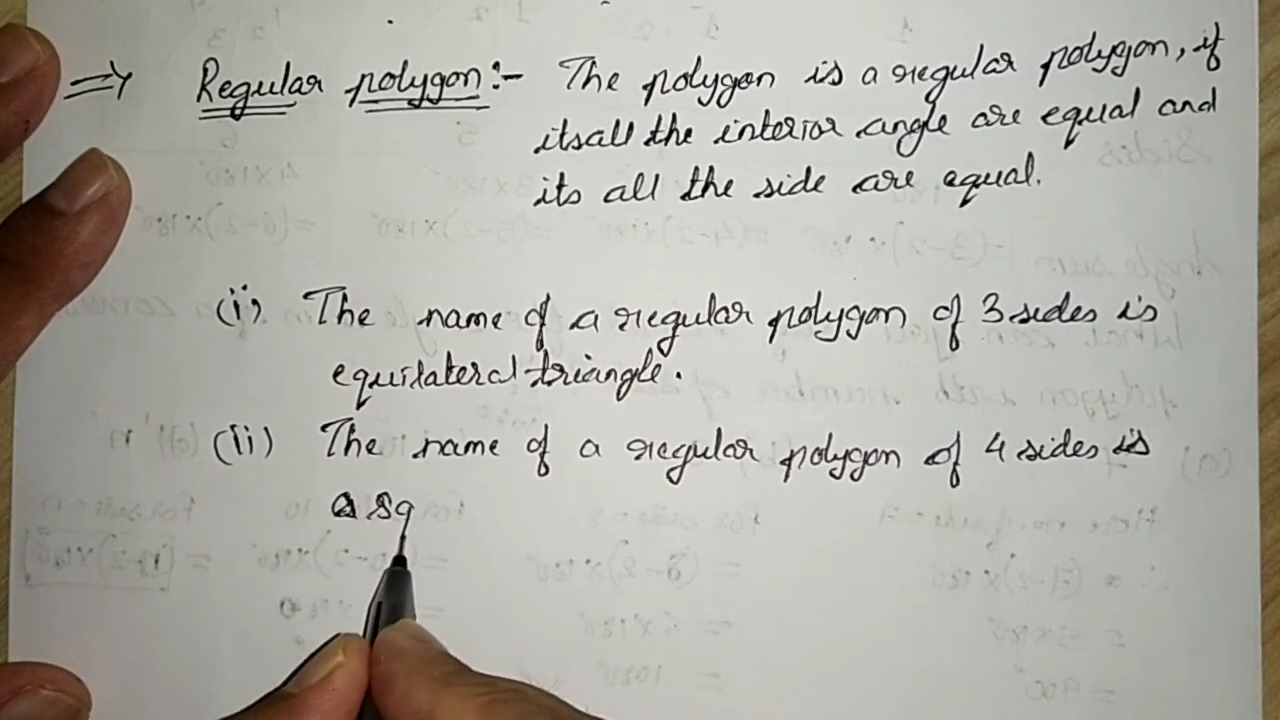 ⇒ Regular polygon:- The polygon is a regular polygon, if
itsall the interior angle are equal and
its all the side are equal.
(i) The name of a regular polygon of 3 sides is
equilateral triangle.
(ii) The name of a regular polygon of 4 sides is
a sq